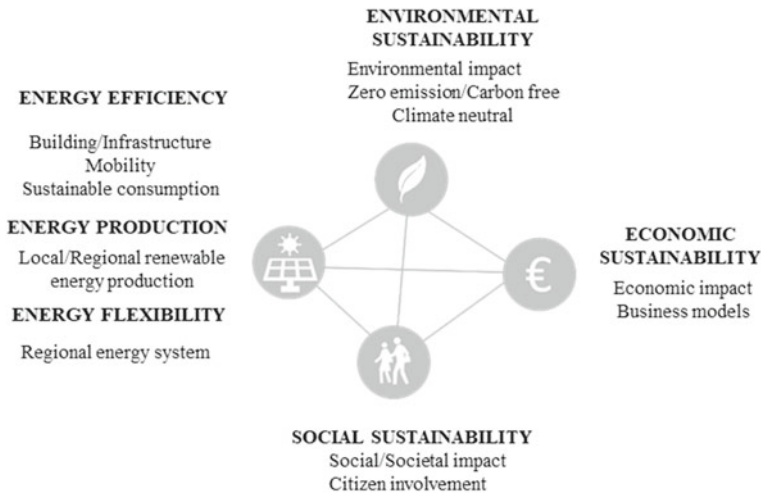 ENVIRONMENTAL
SUSTAINABILITY
Environmental impact
Zero emission/Carbon free
Climate neutral
ENERGY EFFICIENCY
Building/Infrastructure
Mobility
Sustainable consumption
ENERGY PRODUCTION
Local/Regional renewable
energy production
ENERGY FLEXIBILITY
Regional energy system
ECONOMIC
SUSTAINABILITY
Economic impact
Business models
€
SOCIAL SUSTAINABILITY
Social/Societal impact
Citizen involvement